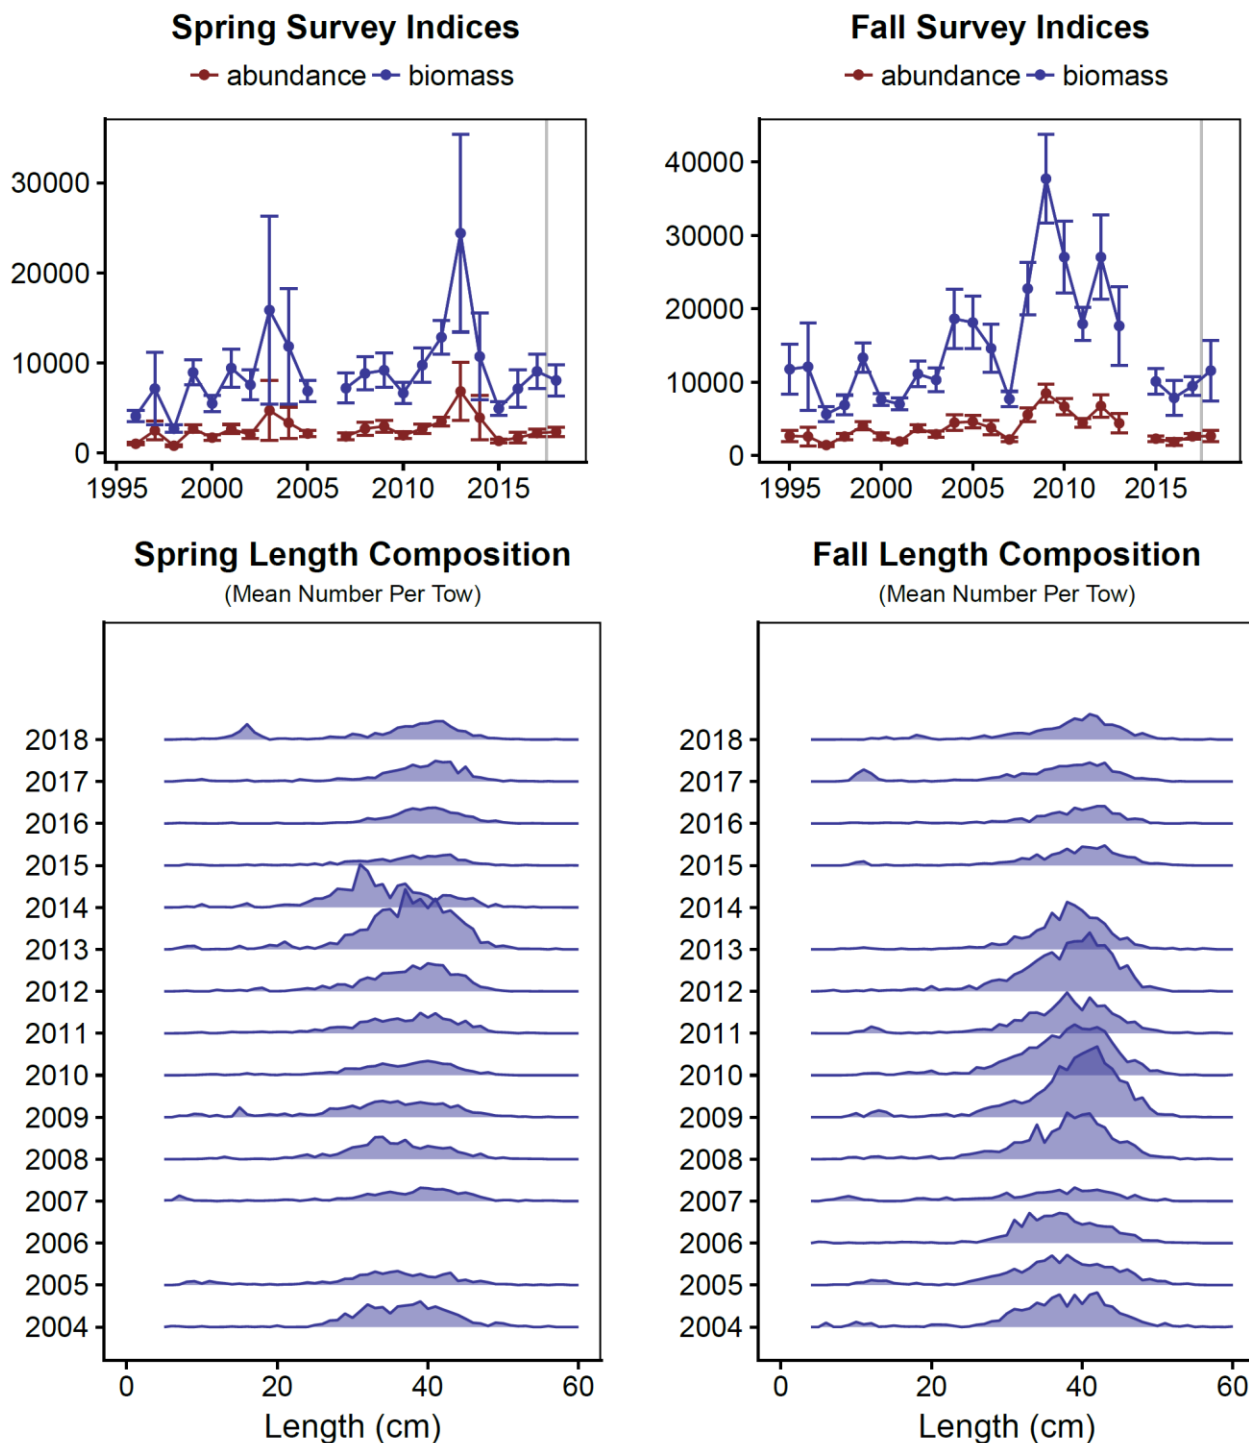 Spring Survey Indices
abundance biomass
30000
20000
10000
0
1995 2000 2005 2010 2015
Fall Survey Indices
abundance biomass
40000
30000
20000
10000
0
1995 2000 2005 2010 2015
Spring Length Composition
(Mean Number Per Tow)
2018
2017
2016
2015
2014
2013
2012
2011
2010
2009
2008
2007
2006
2005
2004
0 20 40 60
Length (cm)
Fall Length Composition
(Mean Number Per Tow)
2018
2017
2016
2015
2014
2013
2012
2011
2010
2009
2008
2007
2006
2005
2004
0 20 40 60
Length (cm)